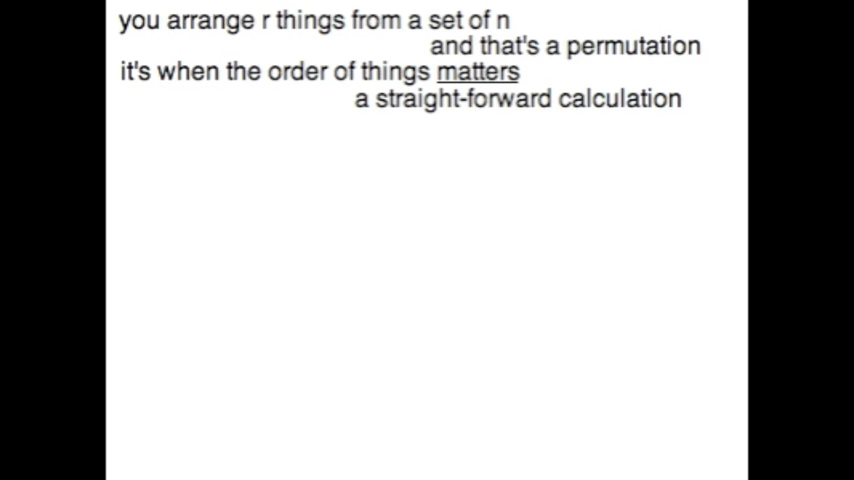 you arrange r things from a set of n
and that's a permutation
it's when the order of things matters
a straight-forward calculation